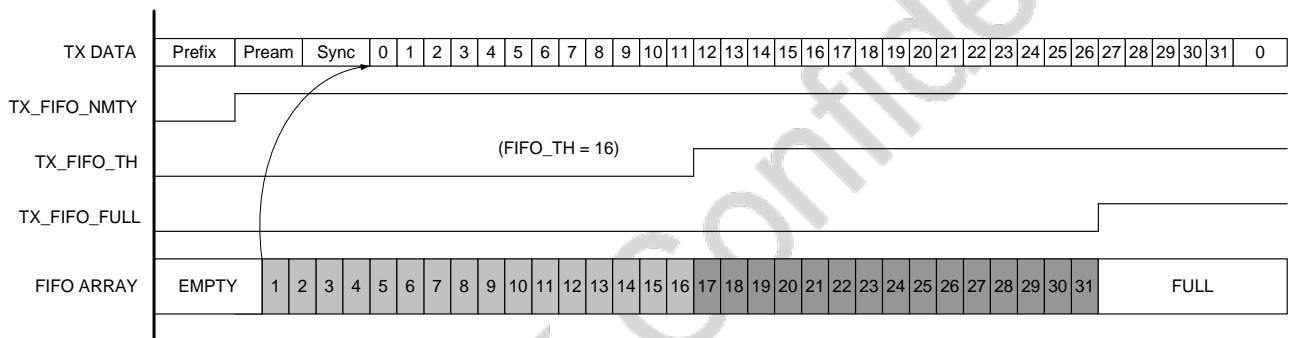 TX DATA Prefix Pream Sync 0 1 2 3 4 5 6 7 8 9 10 11 12 13 14 15 16 17 18 19 20 21 22 23 24 25 26 27 28 29 30 31 0
TX_FIFO_NMTY
TX_FIFO_TH (FIFO_TH = 16)
TX_FIFO_FULL
FIFO ARRAY EMPTY 1 2 3 4 5 6 7 8 9 10 11 12 13 14 15 16 17 18 19 20 21 22 23 24 25 26 27 28 29 30 31 FULL
Confide